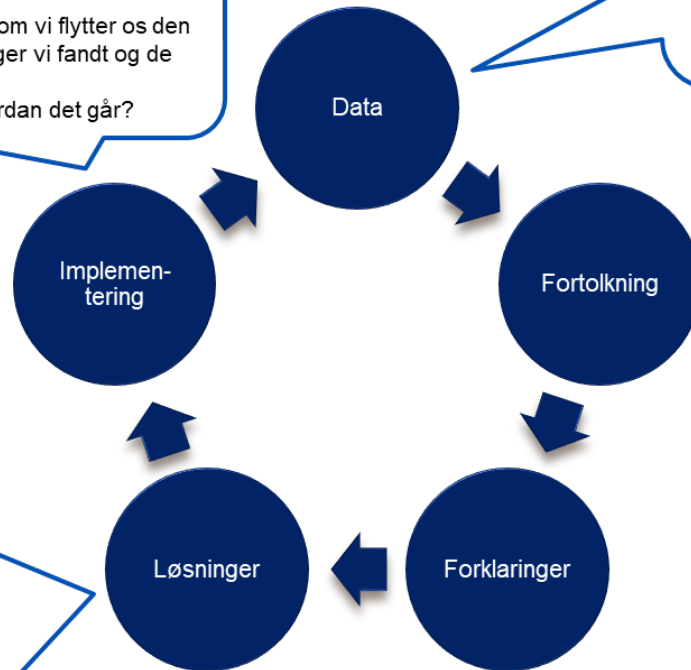 om vi flytter os den
ger vi fandt og de
rdan det går?
Data
Fortolkning
Forklaringer
Løsninger
Implemen-
tering